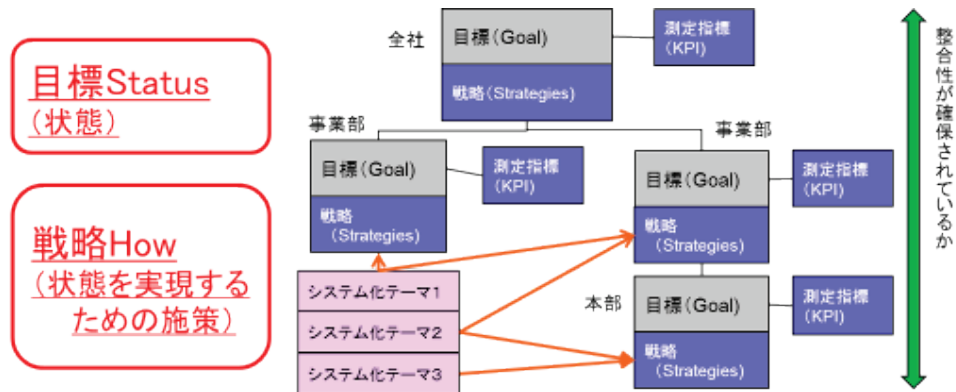 目標Status
(状態)
戦略How
(状態を実現する
ための施策)
全社
目標(Goal)
戦略(Strategies)
測定指標
(KPI)
事業部
目標(Goal)
戦略
(Strategies)
測定指標
(KPI)
事業部
目標(Goal)
戦略
(Strategies)
測定指標
(KPI)
システム化テーマ1
システム化テーマ2
システム化テーマ3
本部
目標(Goal)
戦略
(Strategies)
測定指標
(KPI)
整合性が確保されているか